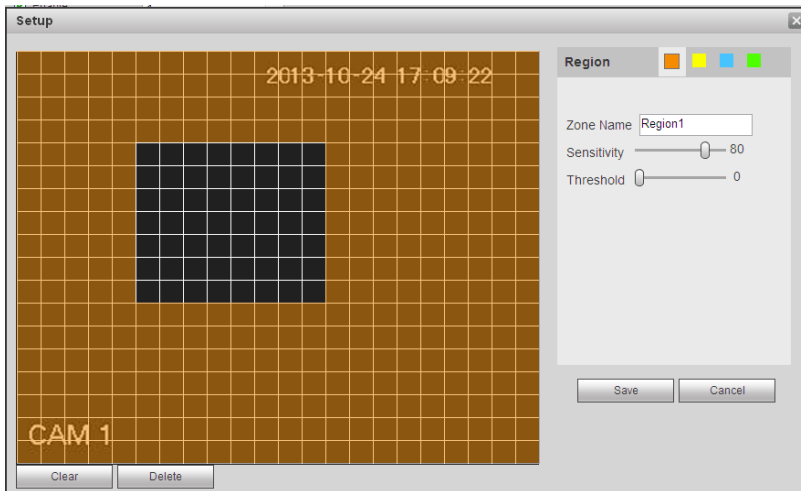 Setup
2013-10-24 17:09:22
CAM 1
Clear
Delete
Region
Zone Name Region1
Sensitivity 80
Threshold 0
Save
Cancel